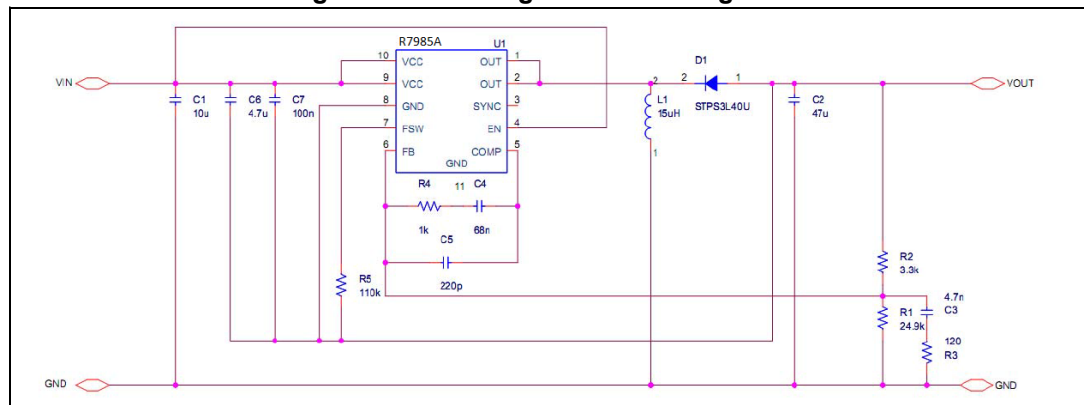 R7985A
U1
10
VCC
OUT
1
VIN
9
VCC
OUT
2
2
D1
2
1
VOUT
C1
10u
C6
4.7u
C7
100n
8
GND
SYNC
3
L1
15uH
STPS3L40U
C2
47u
7
FSW
EN
4
6
FB
COMP
5
GND
1
R4
11
C4
1k
68n
C5
220p
R5
110k
R2
3.3k
4.7n
C3
R1
24.9k
120
R3
GND
GND